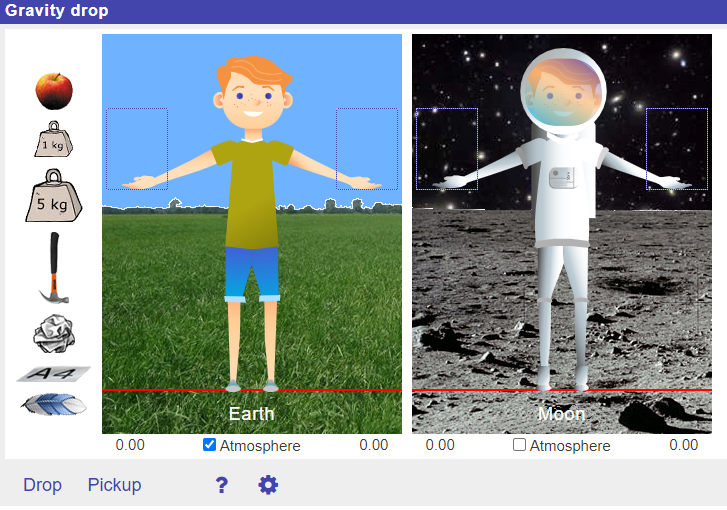 Gravity drop
1 kg
5 kg
A4
Earth
Moon
0.00 Atmosphere 0.00
0.00 Atmosphere 0.00
Drop Pickup ?